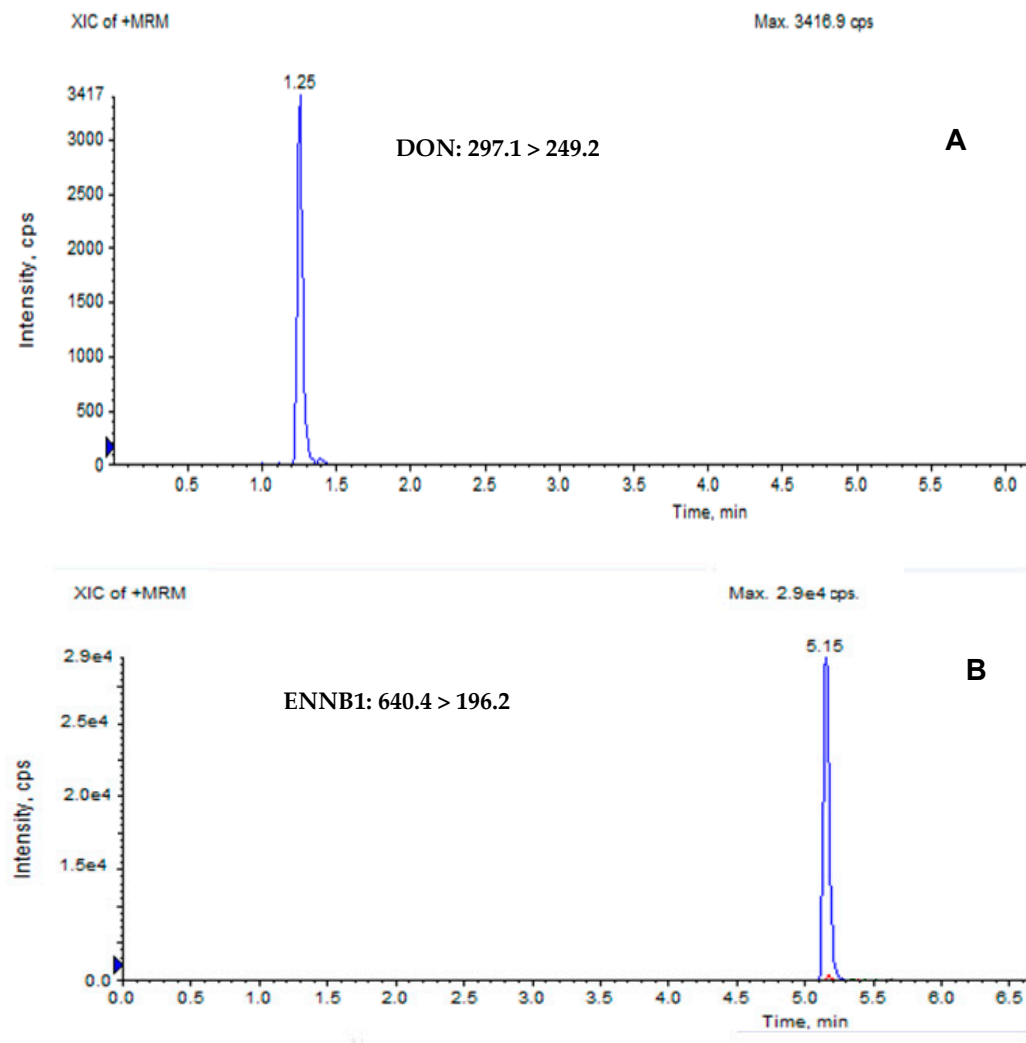 XIC of +MRM Max. 3416.9 cps
1.25
3417
3000
2500
2000
1500
1000
500
0
Intensity, cps
DON: 297.1 > 249.2
A
0.5 1.0 1.5 2.0 2.5 3.0 3.5 4.0 4.5 5.0 5.5 6.0
Time, min
XIC of +MRM Max. 2.9e4 cps.
5.15
2.9e4
2.5e4
2.0e4
1.5e4
0.0
Intensity, cps
ENNB1: 640.4 > 196.2
B
0.0 0.5 1.0 1.5 2.0 2.5 3.0 3.5 4.0 4.5 5.0 5.5 6.0 6.5
Time, min